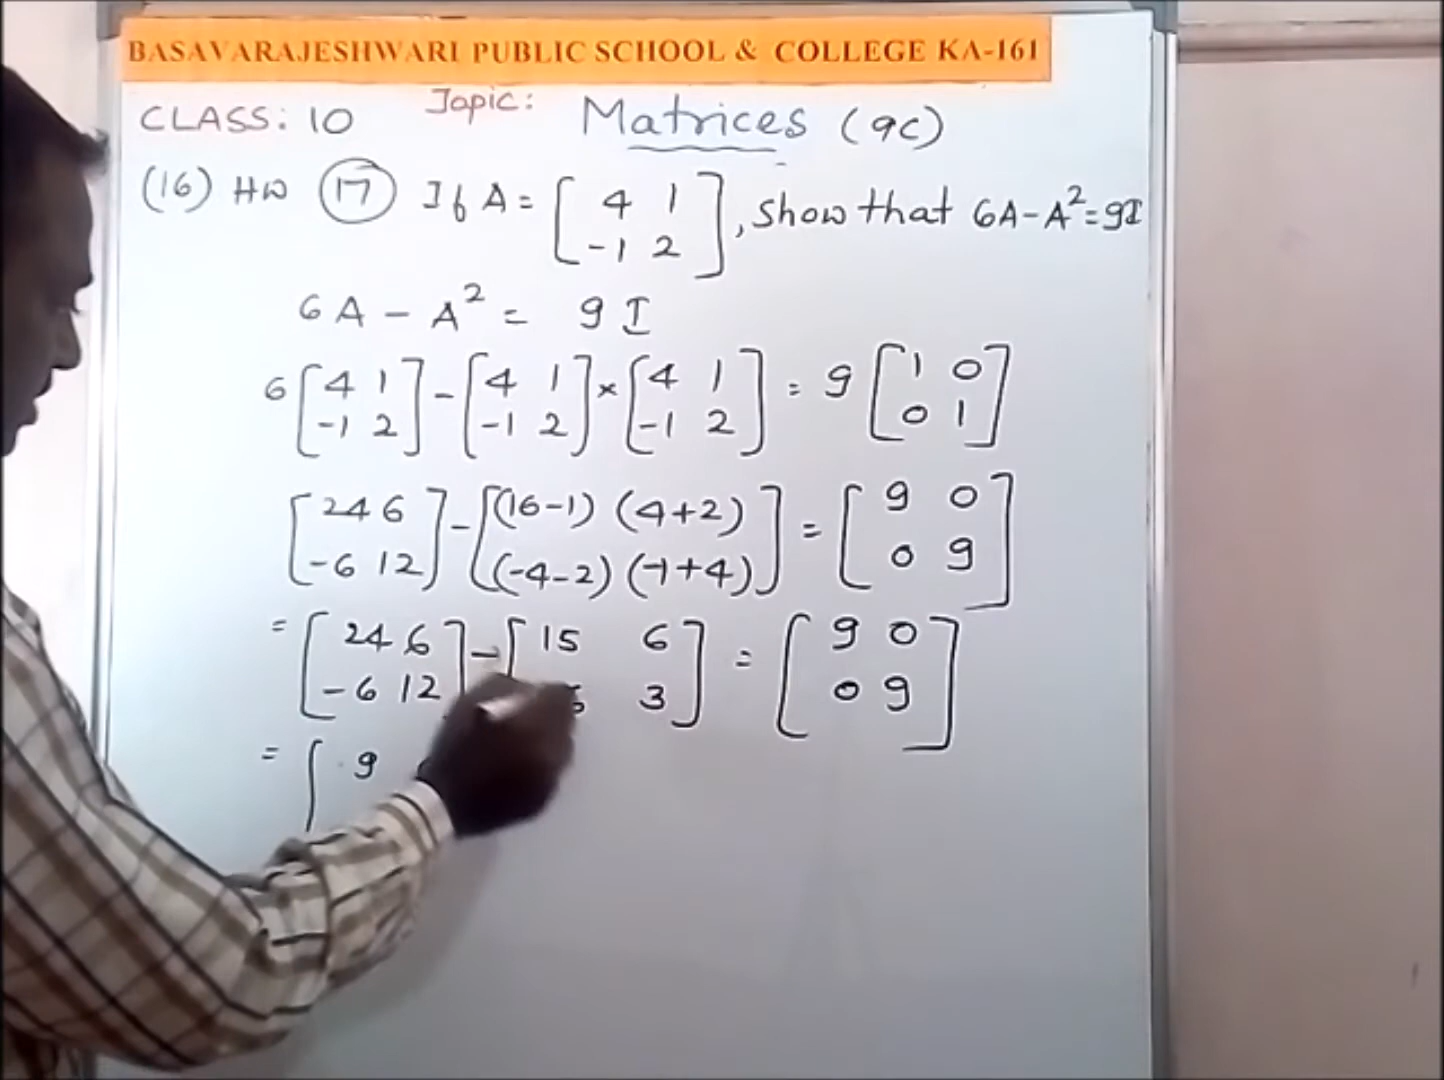 BASAVARAJESHWARI PUBLIC SCHOOL & COLLEGE KA-161
CLASS: 10 Topic: Matrices (9C)
(16) HW (17) If A = [ 4 1 ], show that 6A - A² = 9I
[ -1 2 ]
6A - A² = 9 I
6 [ 4 1 ] - [ 4 1 ] × [ 4 1 ] = 9 [ 1 0 ]
[ -1 2 ] [ -1 2 ] [ -1 2 ] [ 0 1 ]
[ 24 6 ] - [ (16-1) (4+2) ] = [ 9 0 ]
[ -6 12 ] [ (-4-2) (-1+4) ] [ 0 9 ]
= [ 24 6 ] - [ 15 6 ] = [ 9 0 ]
[ -6 12 ] 3 ] [ 0 9 ]
= [ 9